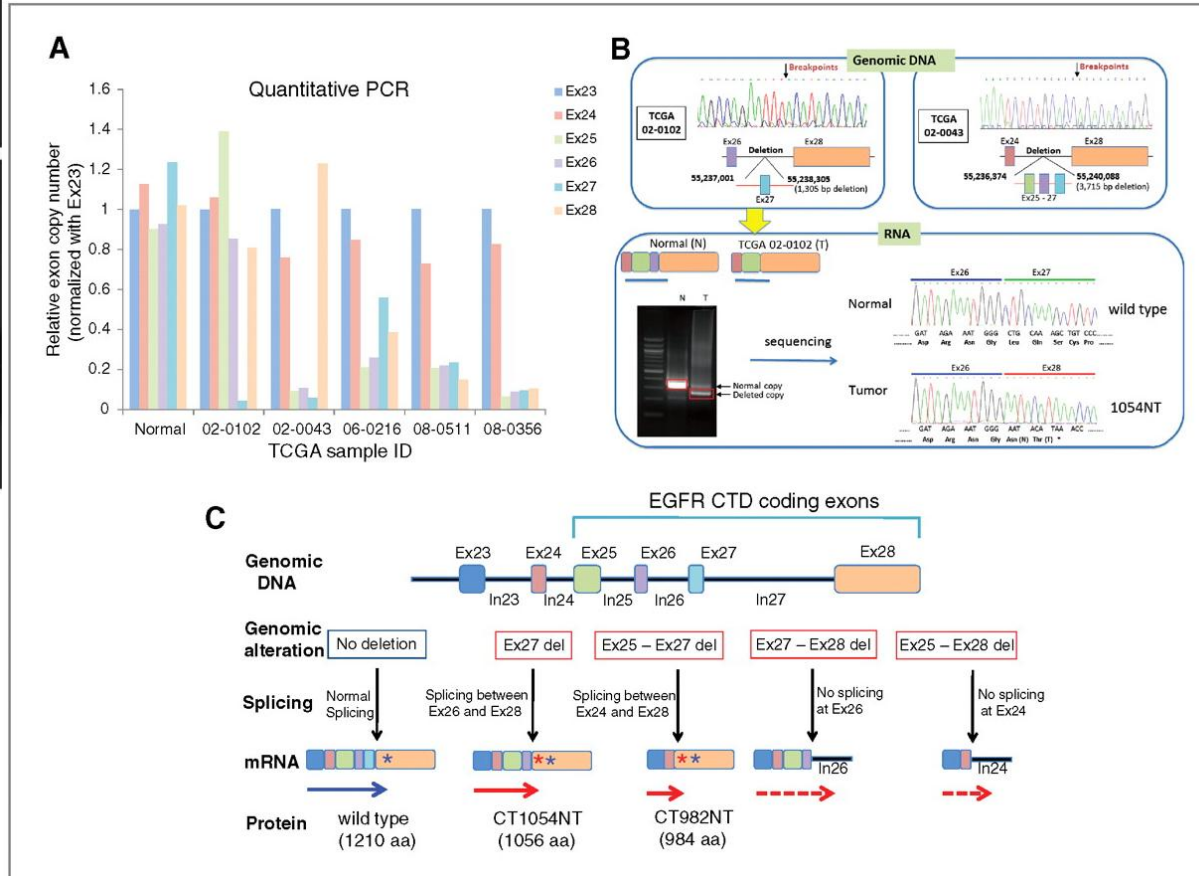 A
Quantitative PCR
Relative exon copy number
(normalized with Ex23)
1.6
1.4
1.2
1
0.8
0.6
0.4
0.2
0
Normal 02-0102 02-0043 06-0216 08-0511 08-0356
TCGA sample ID
Ex23
Ex24
Ex25
Ex26
Ex27
Ex28
B
Genomic DNA
Breakpoints
TCGA
02-0102
Ex26
Deletion
Ex28
55,237,001
55,238,305
(1,305 bp deletion)
Ex27
Breakpoints
TCGA
02-0043
Ex24
Deletion
Ex28
55,236,374
55,240,088
(3,715 bp deletion)
Ex25 - 27
RNA
Normal (N)
TCGA 02-0102 (T)
N T
Normal copy
Deleted copy
sequencing
Ex26 Ex27
Normal
wild type
GAT AGA AAT GGG CTG CAA AGC TGT CCC
Asp Arg Asn Gly Leu Gln Ser Cys Pro
Ex26 Ex28
Tumor
1054NT
GAT AGA AAT GGG AAT ACA TAA ACC
Asp Arg Asn Gly Asn (N) Thr (T) *
C
EGFR CTD coding exons
Genomic
DNA
Ex23 Ex24 Ex25 Ex26 Ex27 Ex28
In23 In24 In25 In26 In27
Genomic
alteration
No deletion
Ex27 del
Ex25 – Ex27 del
Ex27 – Ex28 del
Ex25 – Ex28 del
Splicing
Normal
Splicing
Splicing between
Ex26 and Ex28
Splicing between
Ex24 and Ex28
No splicing
at Ex26
No splicing
at Ex24
mRNA
*
**
**
In26
In24
Protein
wild type
(1210 aa)
CT1054NT
(1056 aa)
CT982NT
(984 aa)